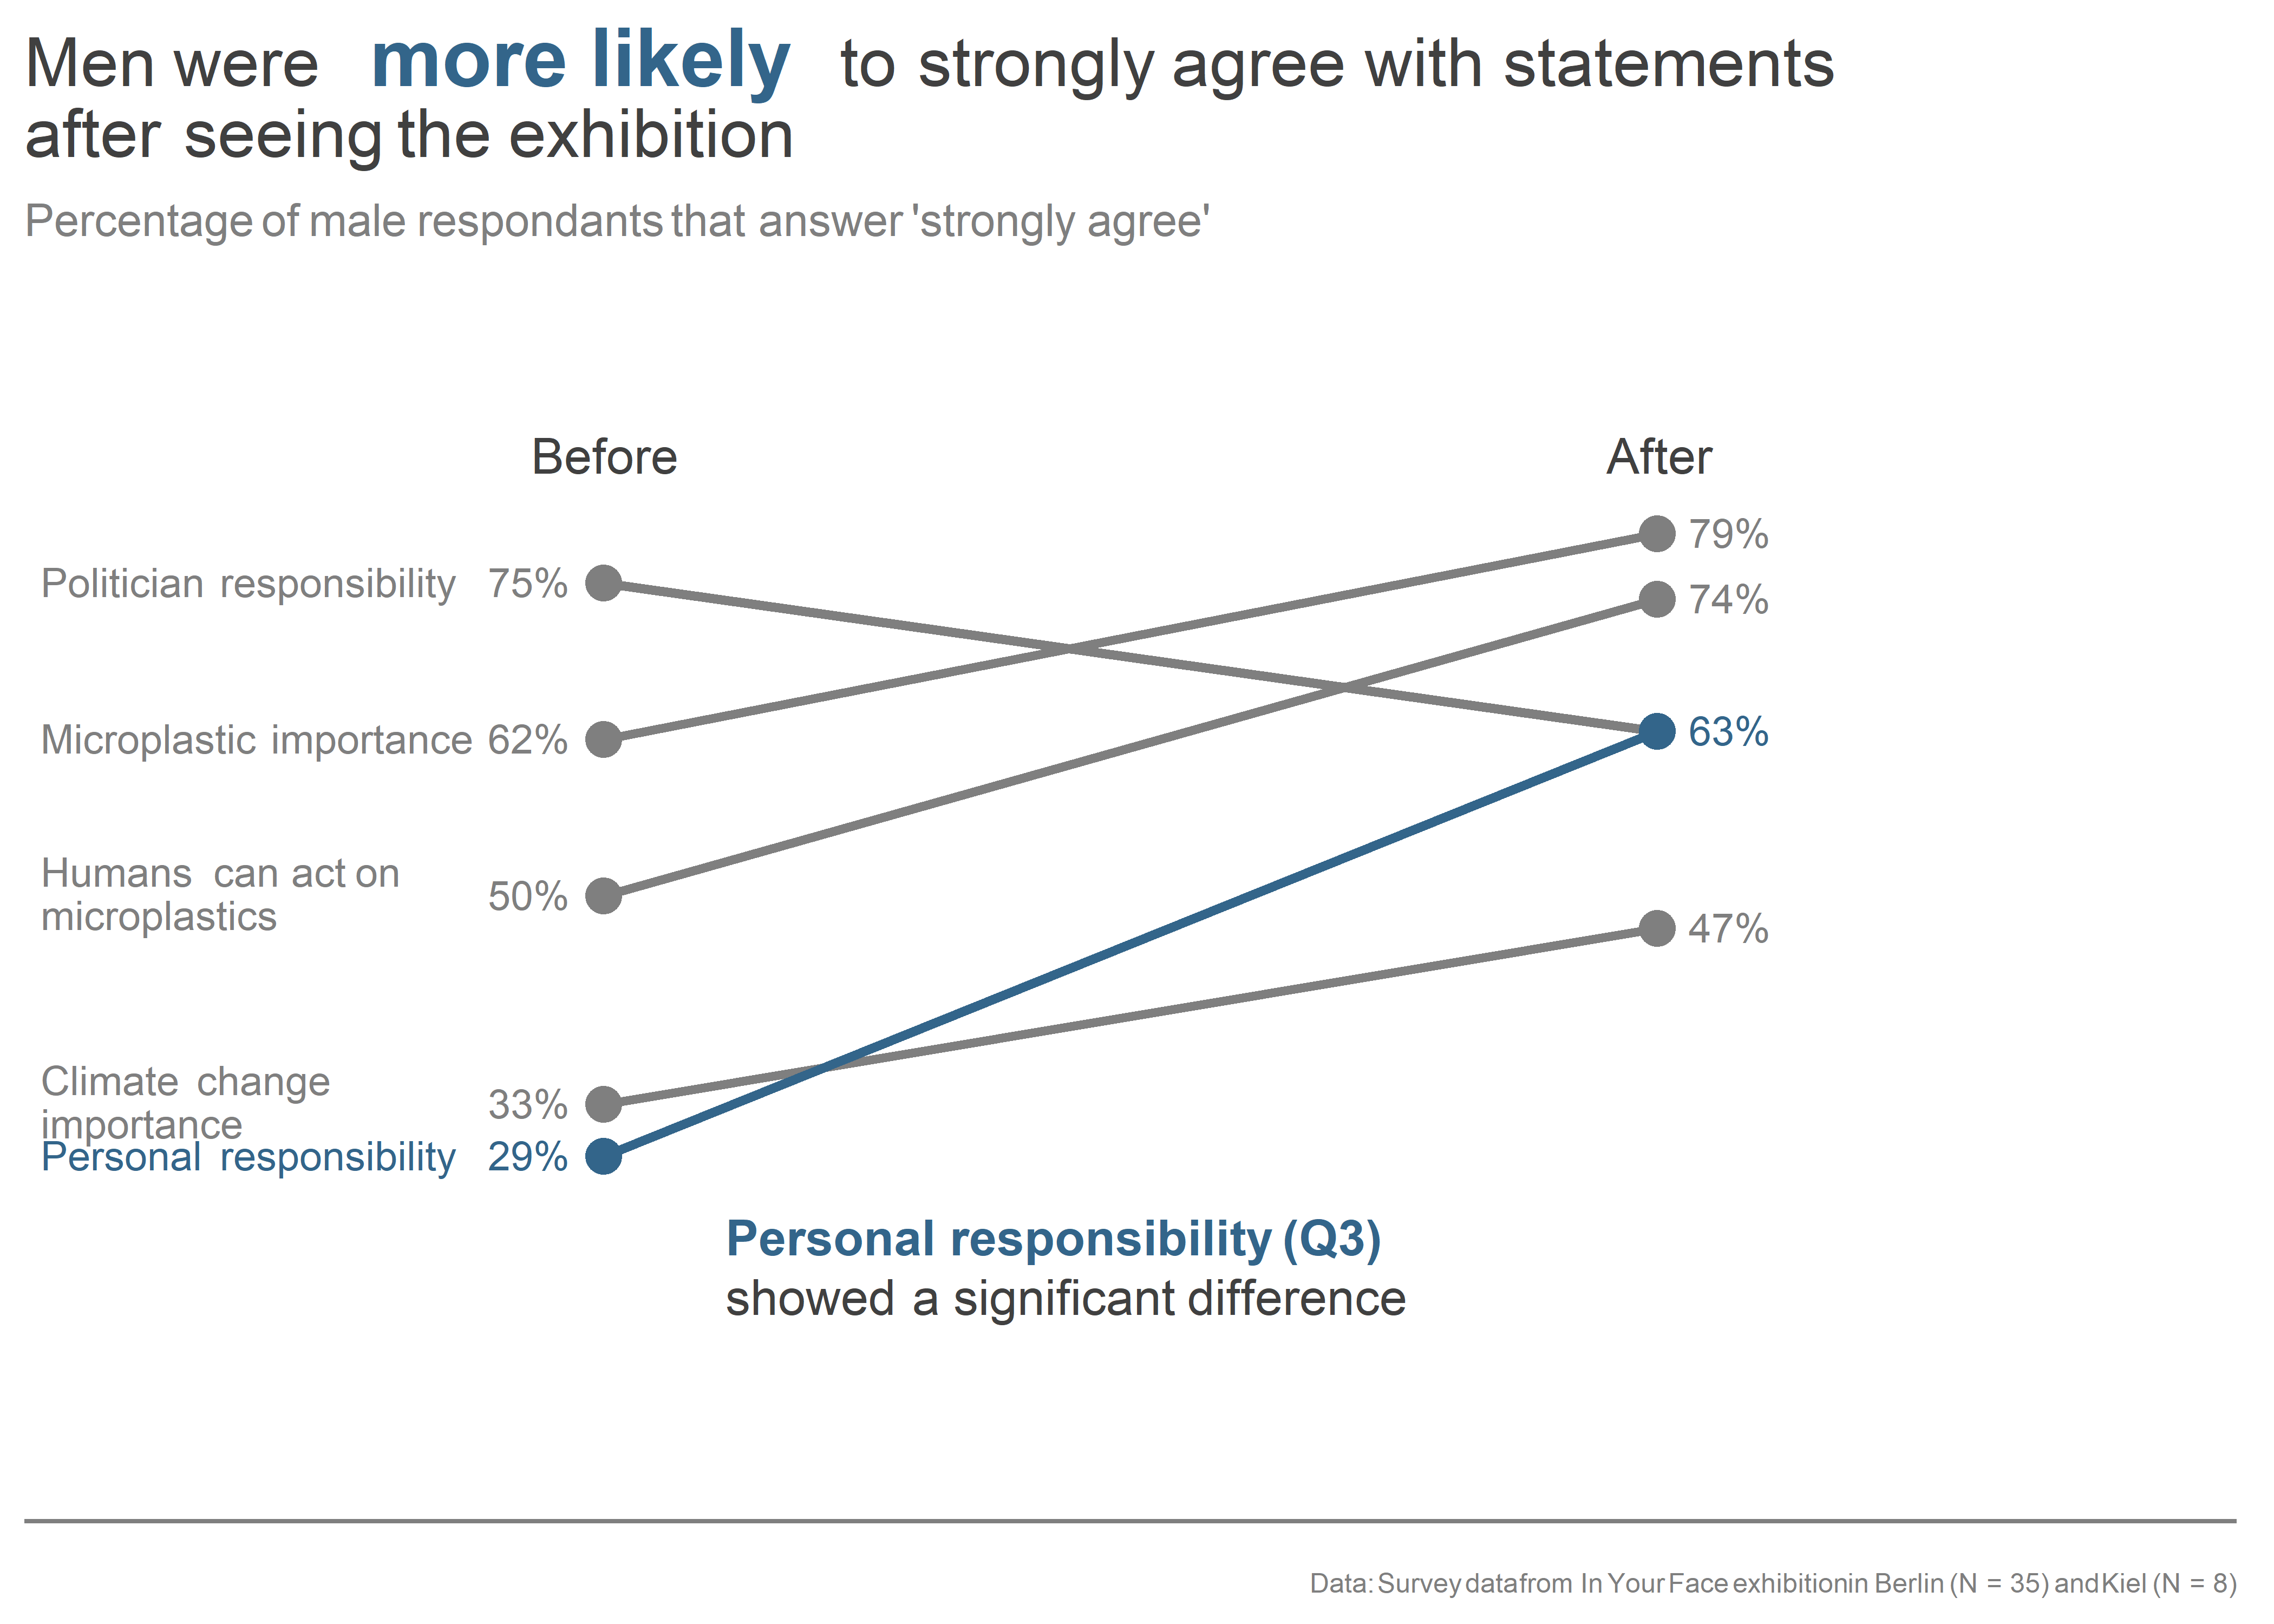 Men were more likely to strongly agree with statements
after seeing the exhibition
Percentage of male respondants that answer 'strongly agree'
Before
After
79%
Politician responsibility 75%
74%
Microplastic importance 62%
63%
Humans can act on
microplastics
50%
47%
Climate change
importance
33%
Personal responsibility 29%
Personal responsibility (Q3)
showed a significant difference
Data: Survey data from In Your Face exhibition in Berlin (N = 35) and Kiel (N = 8)